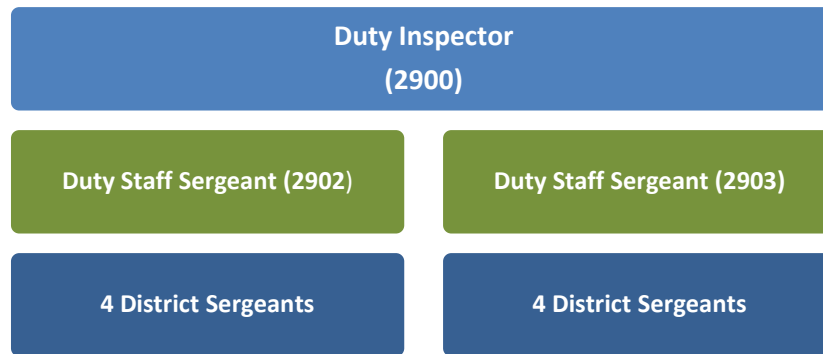 Duty Inspector
(2900)
Duty Staff Sergeant (2902)
Duty Staff Sergeant (2903)
4 District Sergeants
4 District Sergeants